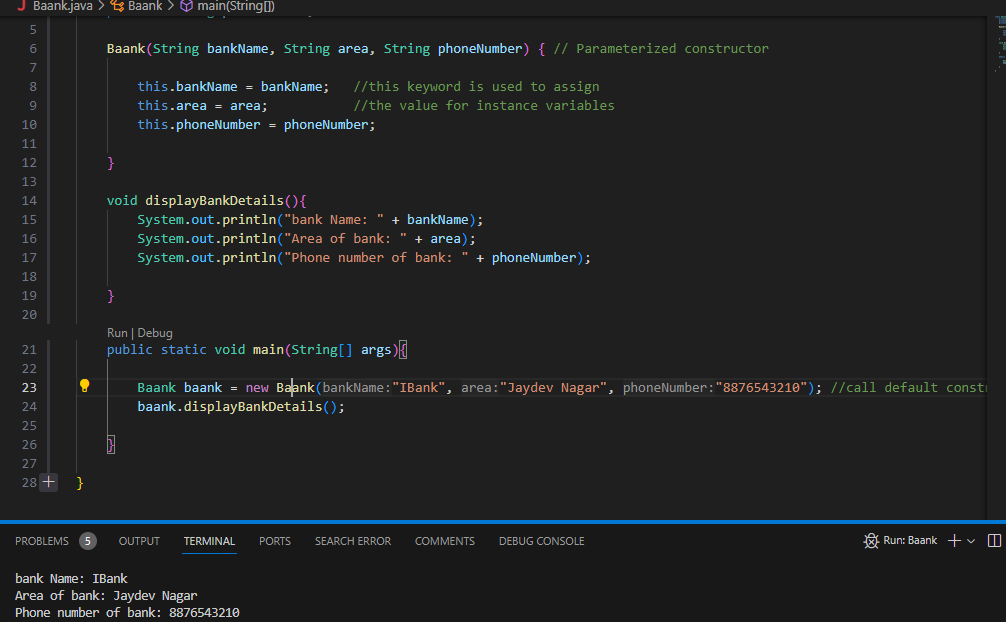 Baank.java > Baank > main(String[])
5
6 Baank(String bankName, String area, String phoneNumber) { // Parameterized constructor
7
8 this.bankName = bankName; //this keyword is used to assign
9 this.area = area; //the value for instance variables
10 this.phoneNumber = phoneNumber;
11
12 }
13
14 void displayBankDetails(){
15 System.out.println("bank Name: " + bankName);
16 System.out.println("Area of bank: " + area);
17 System.out.println("Phone number of bank: " + phoneNumber);
18
19 }
20
Run | Debug
21 public static void main(String[] args){
22
23 Baank baank = new Baank(bankName:"IBank", area:"Jaydev Nagar", phoneNumber:"8876543210"); //call default const
24 baank.displayBankDetails();
25
26 }
27
28 }
PROBLEMS 5 OUTPUT TERMINAL PORTS SEARCH ERROR COMMENTS DEBUG CONSOLE Run: Baank
bank Name: IBank
Area of bank: Jaydev Nagar
Phone number of bank: 8876543210